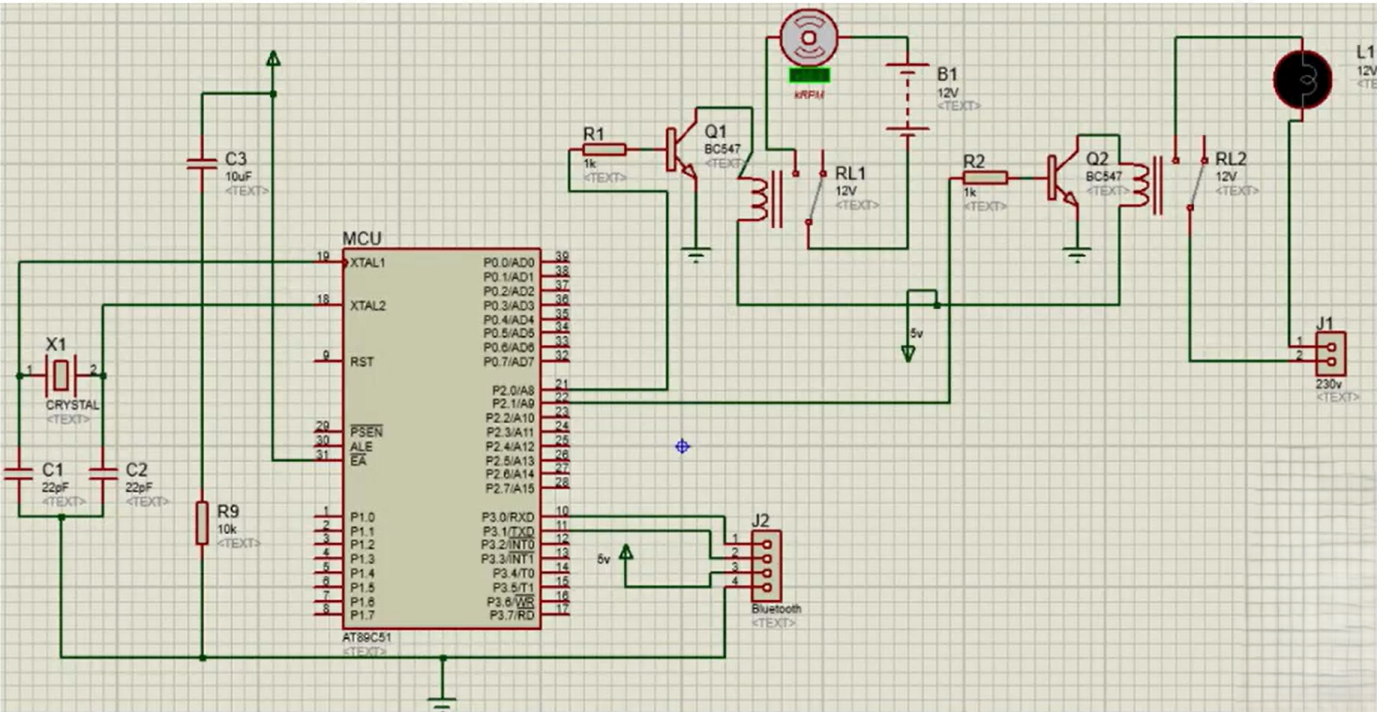 L1
12V
<TE
B1
12V
<TEXT>
kRPM
Q1
BC547
<TEXT>
R1
1k
<TEXT>
RL1
12V
<TEXT>
R2
1k
<TEXT>
Q2
BC547
<TEXT>
RL2
12V
<TEXT>
C3
10uF
<TEXT>
MCU
19 XTAL1
18 XTAL2
9 RST
29 PSEN
30 ALE
31 EA
1 P1.0
2 P1.1
3 P1.2
4 P1.3
5 P1.4
6 P1.5
7 P1.6
8 P1.7
P0.0/AD0 39
P0.1/AD1 38
P0.2/AD2 37
P0.3/AD3 36
P0.4/AD4 35
P0.5/AD5 34
P0.6/AD6 33
P0.7/AD7 32
P2.0/A8 21
P2.1/A9 22
P2.2/A10 23
P2.3/A11 24
P2.4/A12 25
P2.5/A13 26
P2.6/A14 27
P2.7/A15 28
P3.0/RXD 10
P3.1/TXD 11
P3.2/INT0 12
P3.3/INT1 13
P3.4/T0 14
P3.5/T1 15
P3.6/WR 16
P3.7/RD 17
AT89C51
<TEXT>
X1
1 2
CRYSTAL
<TEXT>
C1
22pF
<TEXT>
C2
22pF
<TEXT>
R9
10k
<TEXT>
5v
J1
1
2
230v
<TEXT>
5v
J2
1
2
3
4
Bluetooth
<TEXT>